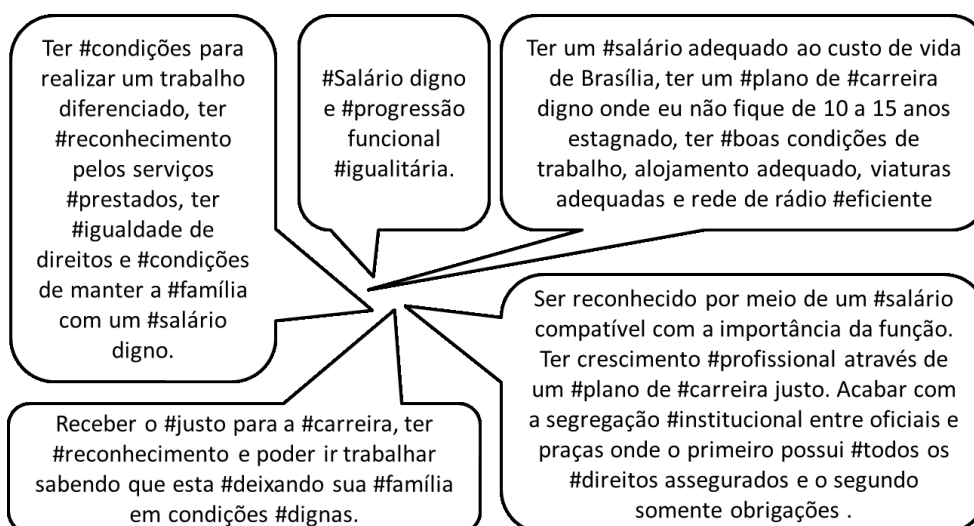 Ter #condições para
realizar um trabalho
diferenciado, ter
#reconhecimento
pelos serviços
#prestados, ter
#igualdade de
direitos e #condições
de manter a #família
com um #salário
digno.
#Salário digno
e #progressão
funcional
#igualitária.
Ter um #salário adequado ao custo de vida
de Brasília, ter um #plano de #carreira
digno onde eu não fique de 10 a 15 anos
estagnado, ter #boas condições de
trabalho, alojamento adequado, viaturas
adequadas e rede de rádio #eficiente
Receber o #justo para a #carreira, ter
#reconhecimento e poder ir trabalhar
sabendo que esta #deixando sua #família
em condições #dignas.
Ser reconhecido por meio de um #salário
compatível com a importância da função.
Ter crescimento #profissional através de
um #plano de #carreira justo. Acabar com
a segregação #institucional entre oficiais e
praças onde o primeiro possui #todos os
#direitos assegurados e o segundo
somente obrigações .